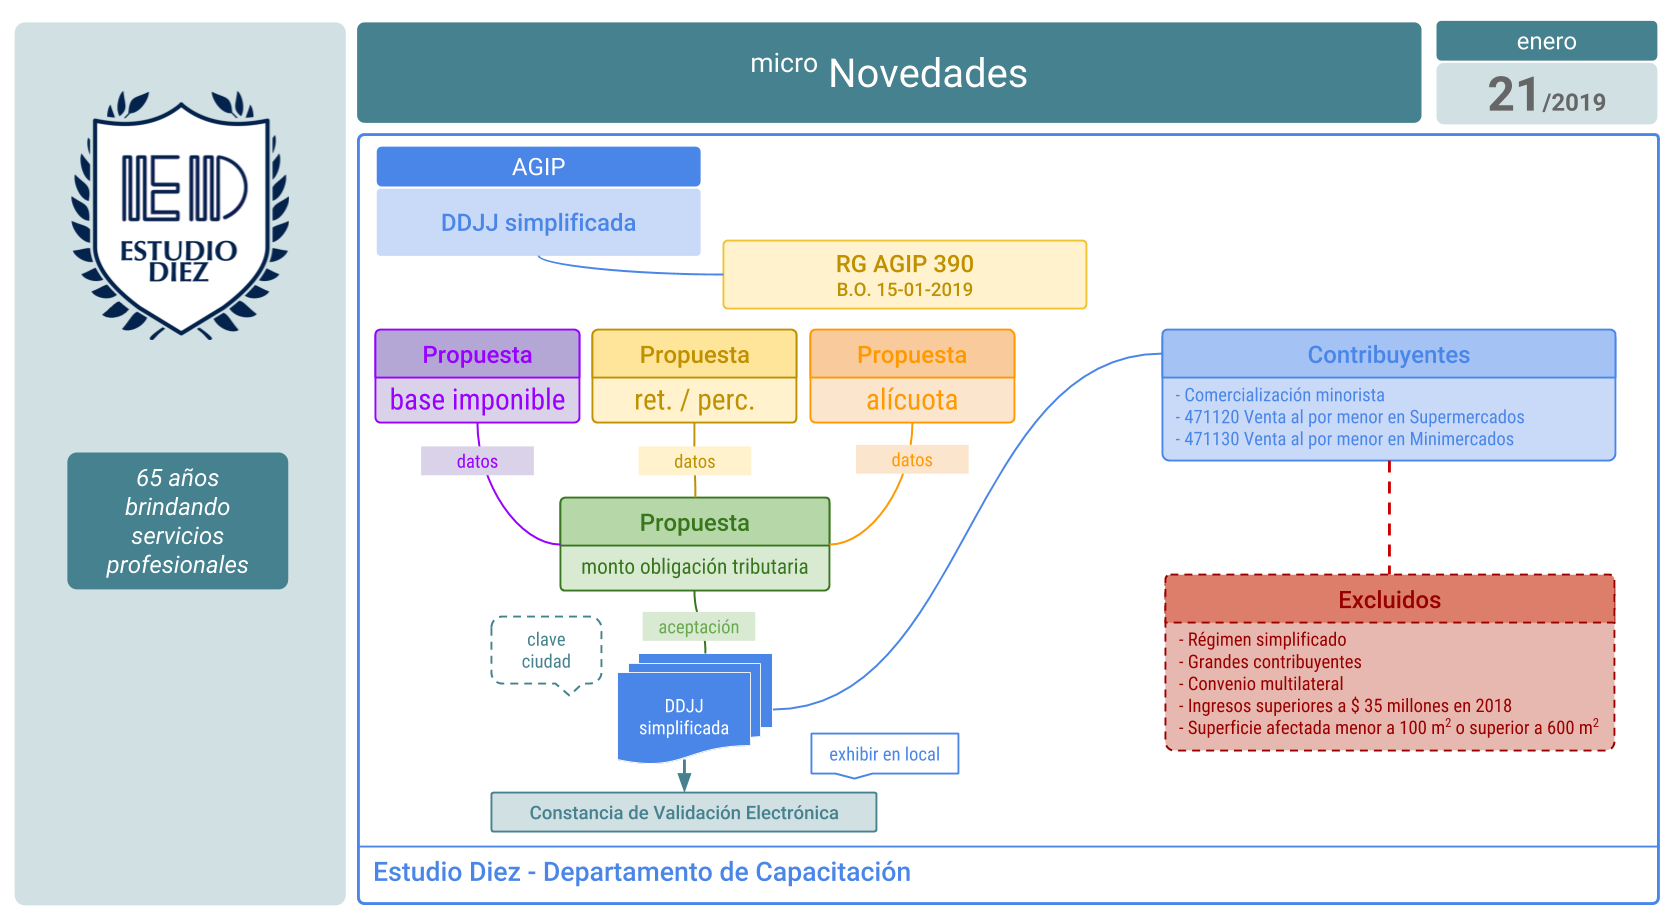 ED
ESTUDIO
DIEZ
65 años
brindando
servicios
profesionales
micro Novedades
enero
21/2019
AGIP
DDJJ simplificada
RG AGIP 390
B.O. 15-01-2019
Propuesta
base imponible
Propuesta
ret. / perc.
Propuesta
alícuota
datos
datos
datos
Propuesta
monto obligación tributaria
aceptación
clave
ciudad
DDJJ
simplificada
exhibir en local
Constancia de Validación Electrónica
Contribuyentes
- Comercialización minorista
- 471120 Venta al por menor en Supermercados
- 471130 Venta al por menor en Minimercados
Excluidos
- Régimen simplificado
- Grandes contribuyentes
- Convenio multilateral
- Ingresos superiores a $ 35 millones en 2018
- Superficie afectada menor a 100 m² o superior a 600 m²
Estudio Diez - Departamento de Capacitación